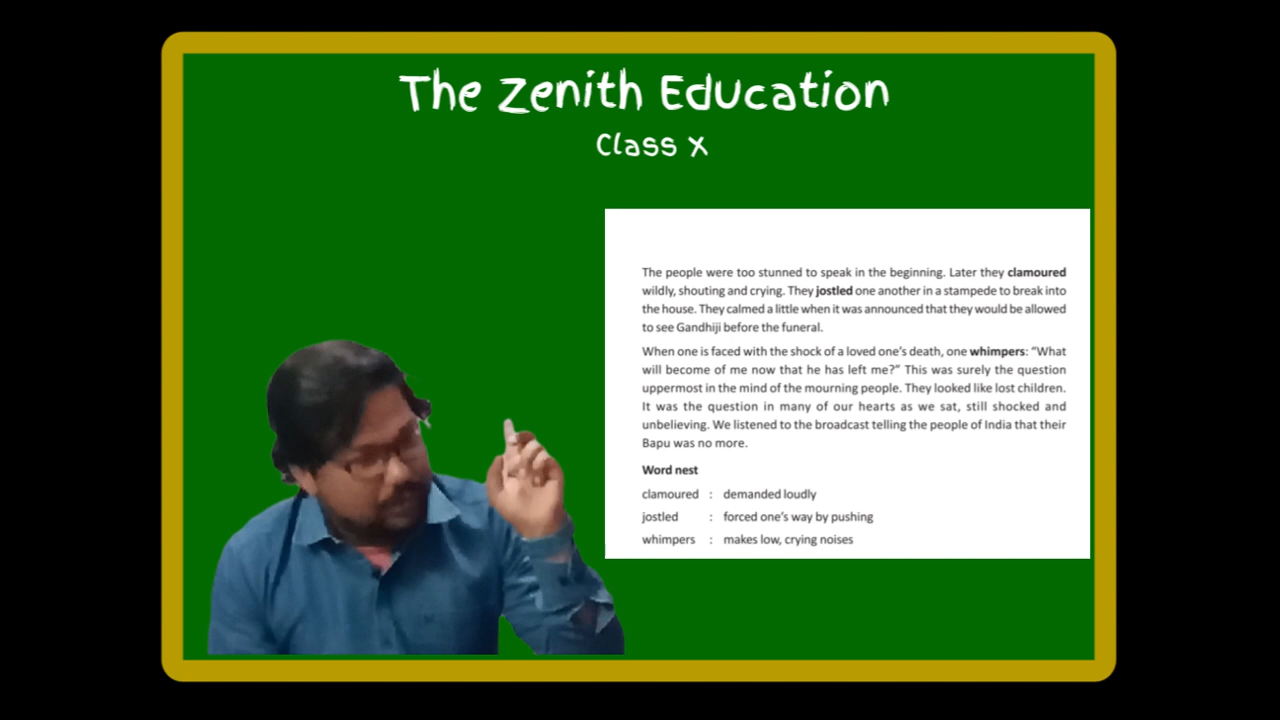 The Zenith Education
Class X
The people were too stunned to speak in the beginning. Later they clamoured
wildly, shouting and crying. They jostled one another in a stampede to break into
the house. They calmed a little when it was announced that they would be allowed
to see Gandhiji before the funeral.
When one is faced with the shock of a loved one's death, one whimpers: “What
will become of me now that he has left me?” This was surely the question
uppermost in the mind of the mourning people. They looked like lost children.
It was the question in many of our hearts as we sat, still shocked and
unbelieving. We listened to the broadcast telling the people of India that their
Bapu was no more.
Word nest
clamoured : demanded loudly
jostled : forced one's way by pushing
whimpers : makes low, crying noises